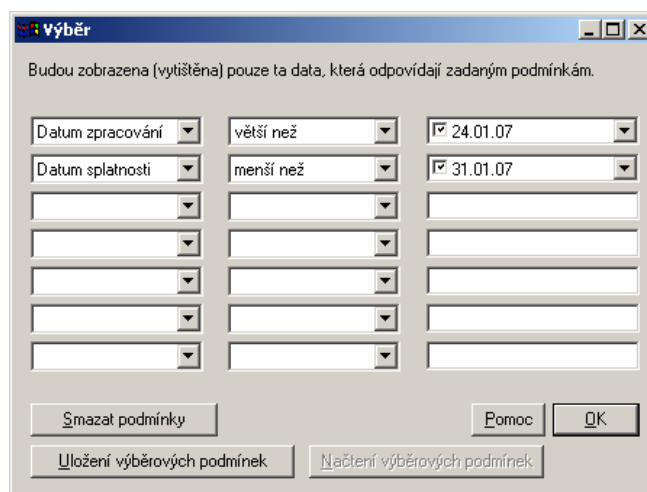 Výběr
Budou zobrazena (vytištěna) pouze ta data, která odpovídají zadaným podmínkám.
Datum zpracování větší než 24.01.07
Datum splatnosti menší než 31.01.07
Smazat podmínky Pomoc OK
Uložení výběrových podmínek Načtení výběrových podmínek